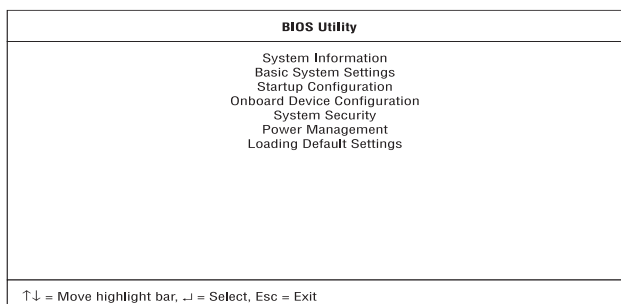 BIOS Utility
System Information
Basic System Settings
Startup Configuration
Onboard Device Configuration
System Security
Power Management
Loading Default Settings
↑↓ = Move highlight bar, ↵ = Select, Esc = Exit